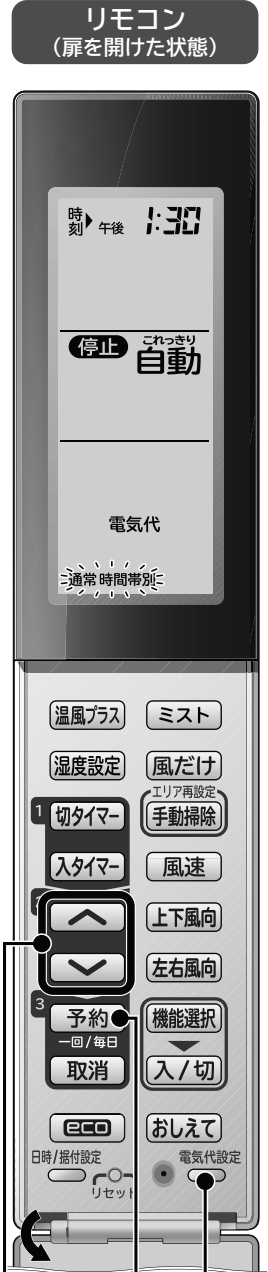 リモコン
(扉を開けた状態)
時刻 午後 1:30
停止 これっきり自動
電気代
通常 時間帯別
温風プラス ミスト
湿度設定 風だけ
エリア再設定
1 切タイマー 手動掃除
入タイマー 風速
上下風向
左右風向
3 予約 機能選択
一回/毎日
取消 入/切
eco おしえて
日時/据付設定 電気代設定
リセット